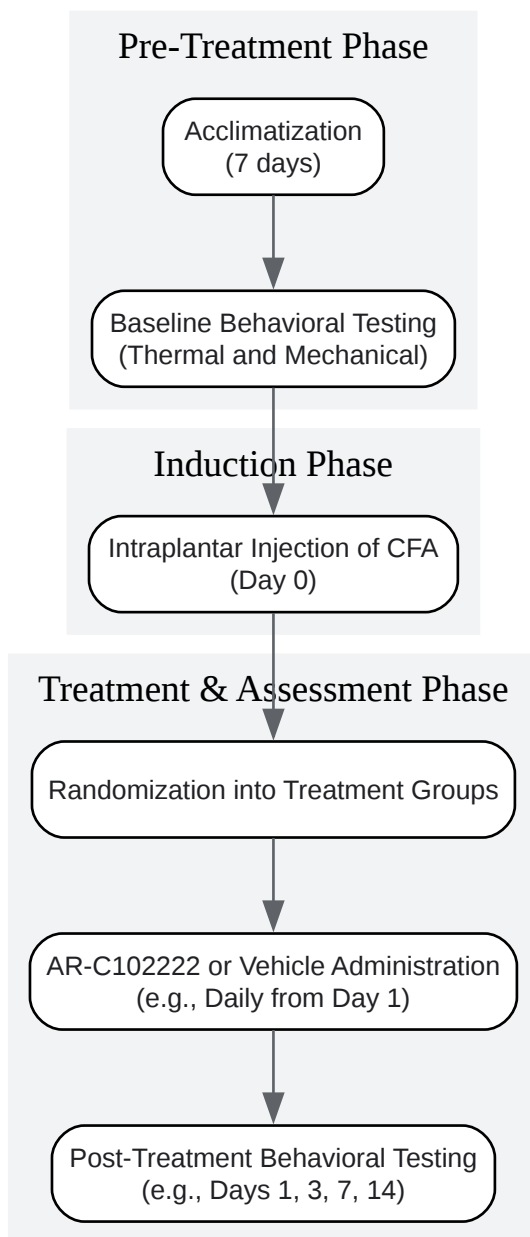 Pre-Treatment Phase
Acclimatization
(7 days)
Baseline Behavioral Testing
(Thermal and Mechanical)
Induction Phase
Intraplantar Injection of CFA
(Day 0)
Treatment & Assessment Phase
Randomization into Treatment Groups
AR-C102222 or Vehicle Administration
(e.g., Daily from Day 1)
Post-Treatment Behavioral Testing
(e.g., Days 1, 3, 7, 14)